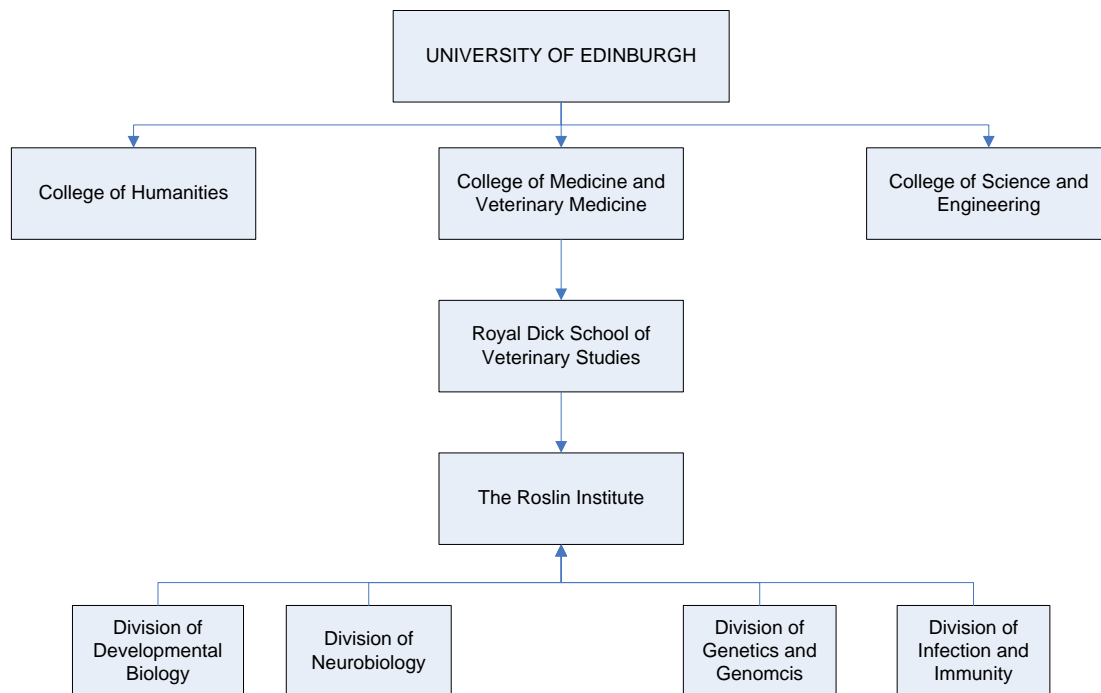 UNIVERSITY OF EDINBURGH
College of Humanities
College of Medicine and
Veterinary Medicine
College of Science and
Engineering
Royal Dick School of
Veterinary Studies
The Roslin Institute
Division of
Developmental
Biology
Division of
Neurobiology
Division of
Genetics and
Genomcis
Division of
Infection and
Immunity